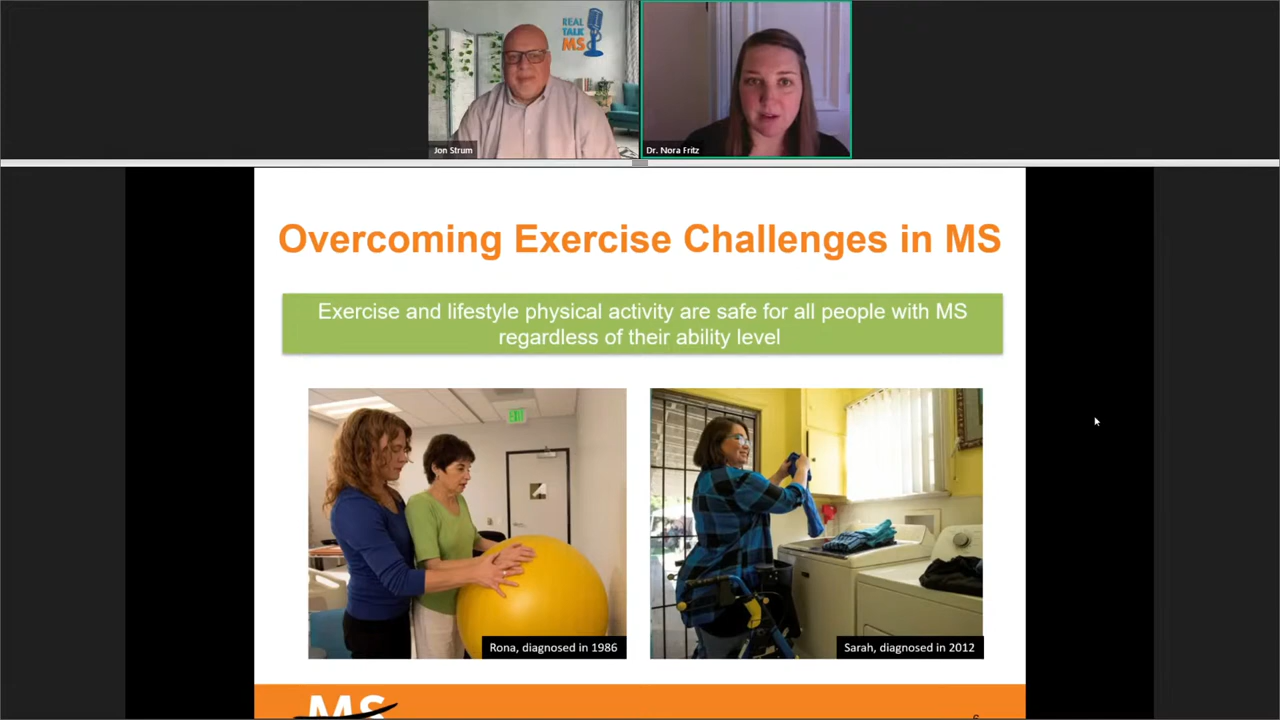 REAL
TALK
MS
Jon Strum
Dr. Nora Fritz
Overcoming Exercise Challenges in MS
Exercise and lifestyle physical activity are safe for all people with MS
regardless of their ability level
Rona, diagnosed in 1986
Sarah, diagnosed in 2012
MS
6